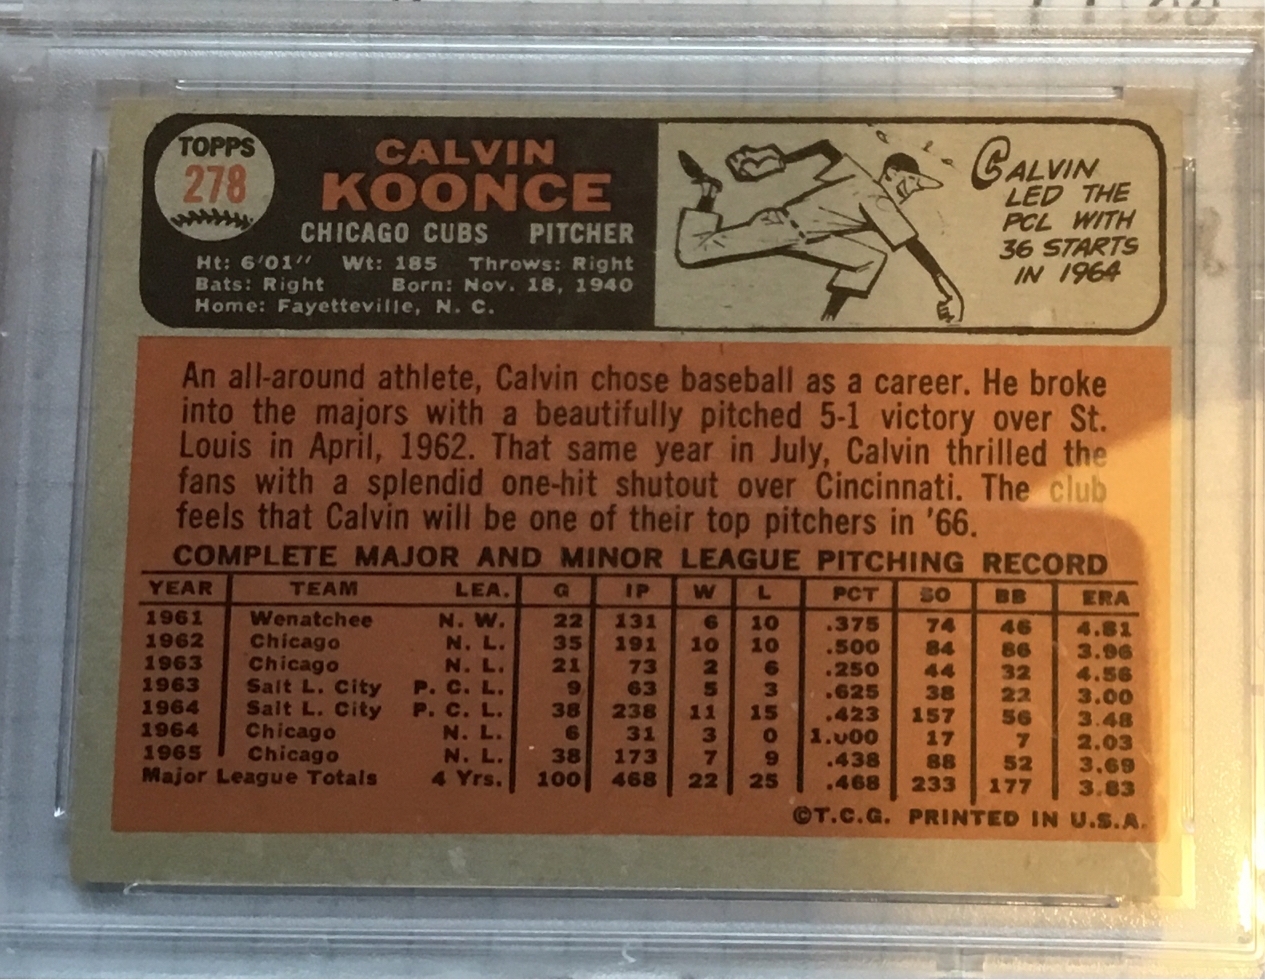 TOPPS
278
CALVIN
KOONCE
CHICAGO CUBS PITCHER
Ht: 6'01" Wt: 185 Throws: Right
Bats: Right Born: Nov. 18, 1940
Home: Fayetteville, N. C.
CALVIN
LED THE
PCL WITH
36 STARTS
IN 1964
An all-around athlete, Calvin chose baseball as a career. He broke
into the majors with a beautifully pitched 5-1 victory over St.
Louis in April, 1962. That same year in July, Calvin thrilled the
fans with a splendid one-hit shutout over Cincinnati. The club
feels that Calvin will be one of their top pitchers in '66.
COMPLETE MAJOR AND MINOR LEAGUE PITCHING RECORD
YEAR TEAM LEA. G IP W L PCT SO BB ERA
1961 Wenatchee N. W. 22 131 6 10 .375 74 46 4.81
1962 Chicago N. L. 35 191 10 10 .500 84 86 3.96
1963 Chicago N. L. 21 73 2 6 .250 44 32 4.56
1963 Salt L. City P. C. L. 9 63 5 3 .625 38 22 3.00
1964 Salt L. City P. C. L. 38 238 11 15 .423 157 56 3.48
1964 Chicago N. L. 6 31 3 0 1.000 17 7 2.03
1965 Chicago N. L. 38 173 7 9 .438 88 52 3.69
Major League Totals 4 Yrs. 100 468 22 25 .468 233 177 3.83
©T.C.G. PRINTED IN U.S.A.